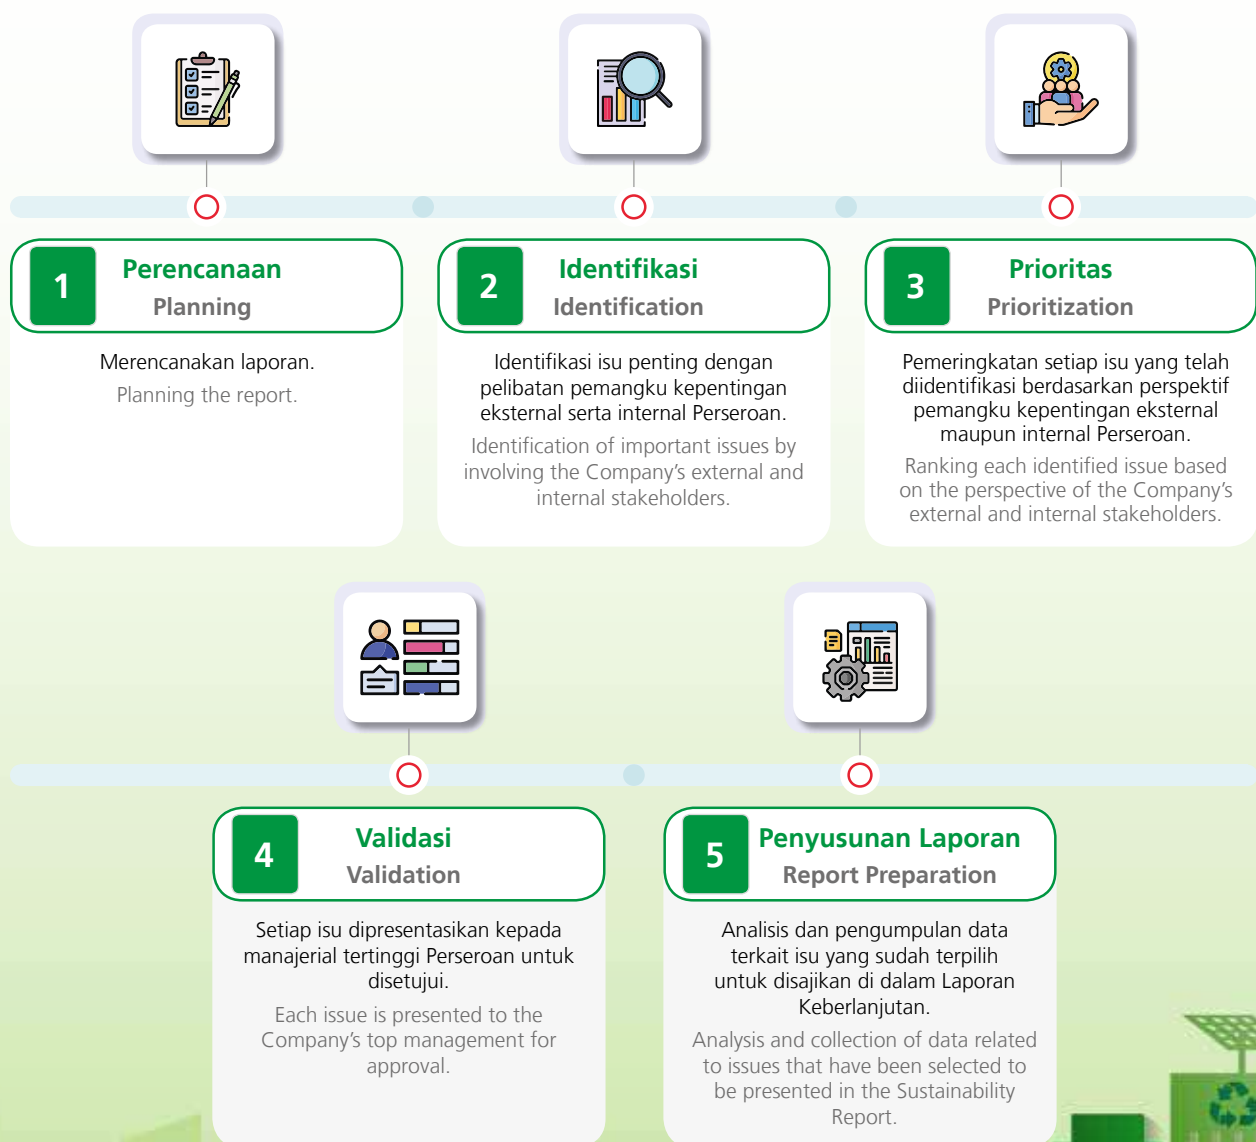 1
Perencanaan
Planning
Merencanakan laporan.
Planning the report.
2
Identifikasi
Identification
Identifikasi isu penting dengan
pelibatan pemangku kepentingan
eksternal serta internal Perseroan.
Identification of important issues by
involving the Company's external and
internal stakeholders.
3
Prioritas
Prioritization
Pemeringkatan setiap isu yang telah
diidentifikasi berdasarkan perspektif
pemangku kepentingan eksternal
maupun internal Perseroan.
Ranking each identified issue based
on the perspective of the Company's
external and internal stakeholders.
4
Validasi
Validation
Setiap isu dipresentasikan kepada
manajerial tertinggi Perseroan untuk
disetujui.
Each issue is presented to the
Company's top management for
approval.
5
Penyusunan Laporan
Report Preparation
Analisis dan pengumpulan data
terkait isu yang sudah terpilih
untuk disajikan di dalam Laporan
Keberlanjutan.
Analysis and collection of data related
to issues that have been selected to
be presented in the Sustainability
Report.